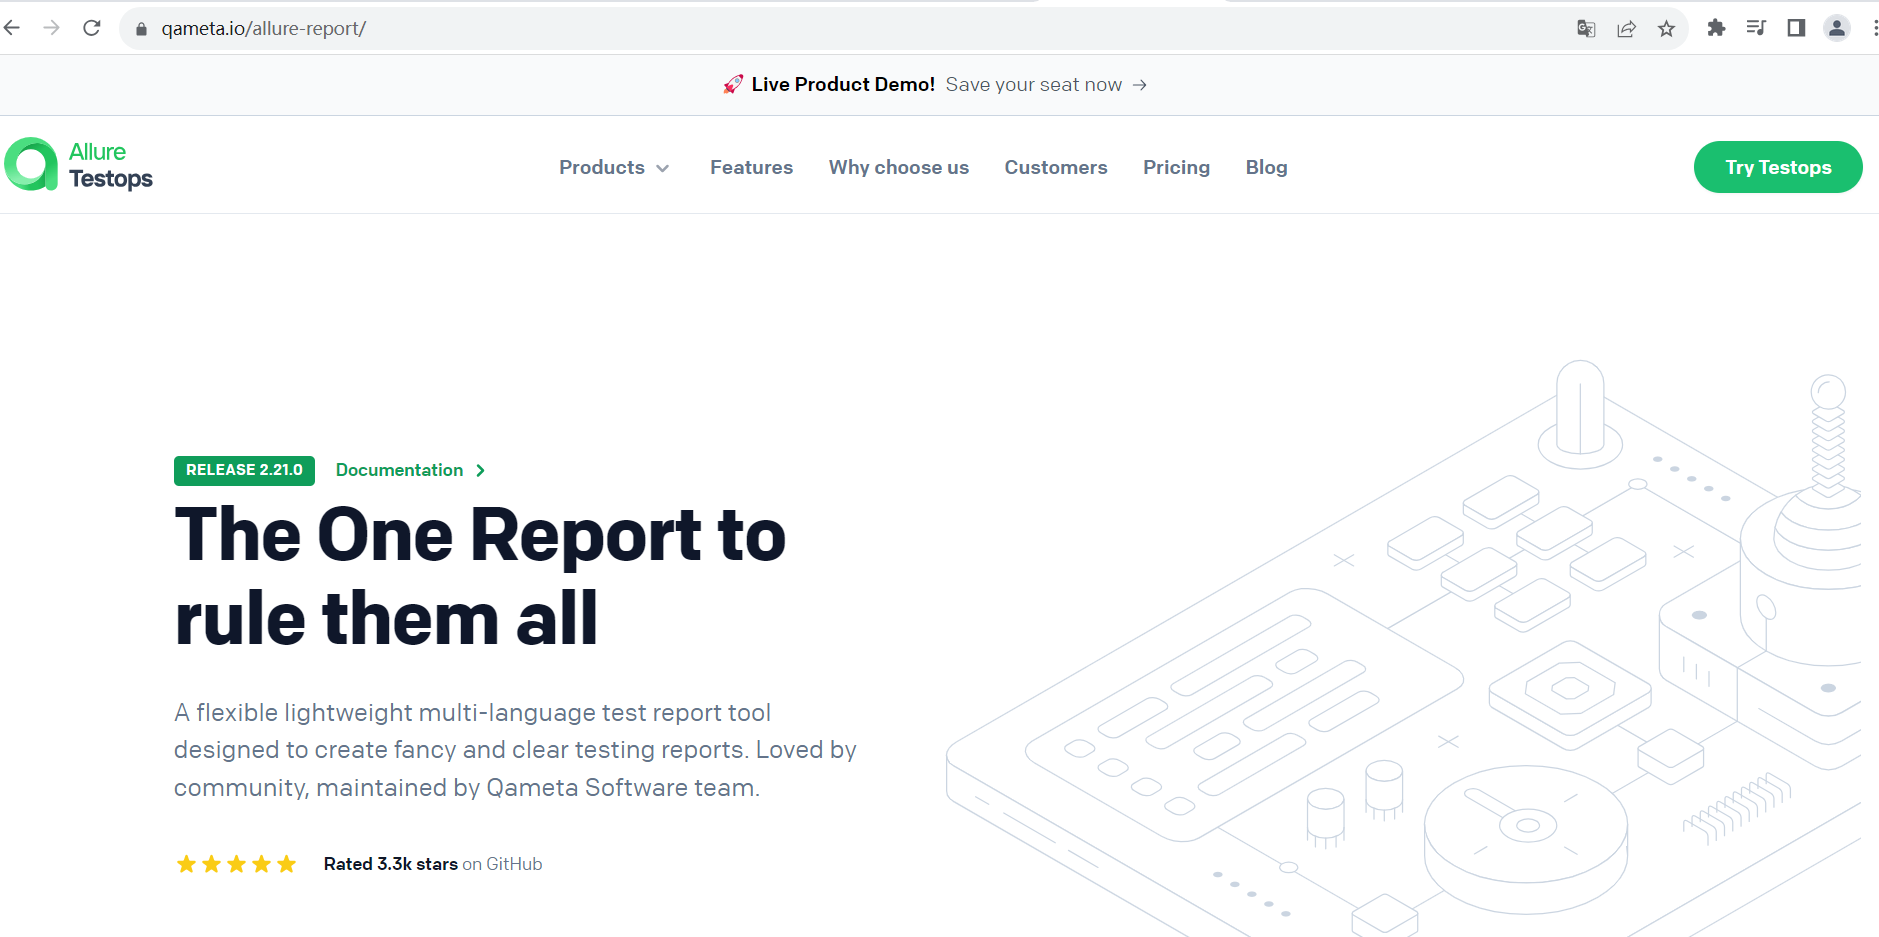 qameta.io/allure-report/
🚀 Live Product Demo! Save your seat now →
Allure
Testops
Products Features Why choose us Customers Pricing Blog
Try Testops
RELEASE 2.21.0 Documentation
The One Report to
rule them all
A flexible lightweight multi-language test report tool
designed to create fancy and clear testing reports. Loved by
community, maintained by Qameta Software team.
Rated 3.3k stars on GitHub